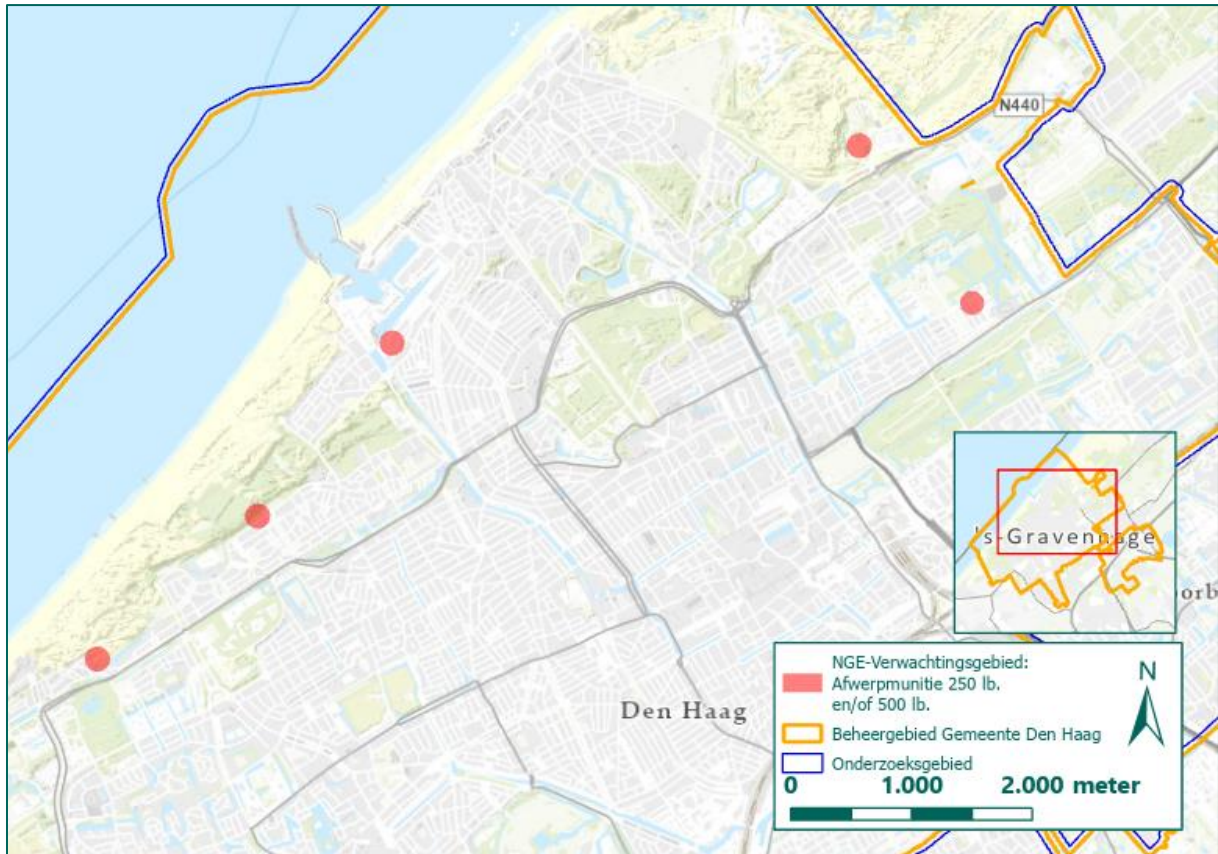 N440
's-Gravenhage
Den Haag
NGE-Verwachtingsgebied:
Afwerpmunitie 250 lb.
en/of 500 lb.
Beheergebied Gemeente Den Haag
Onderzoeksgebied
N
0 1.000 2.000 meter